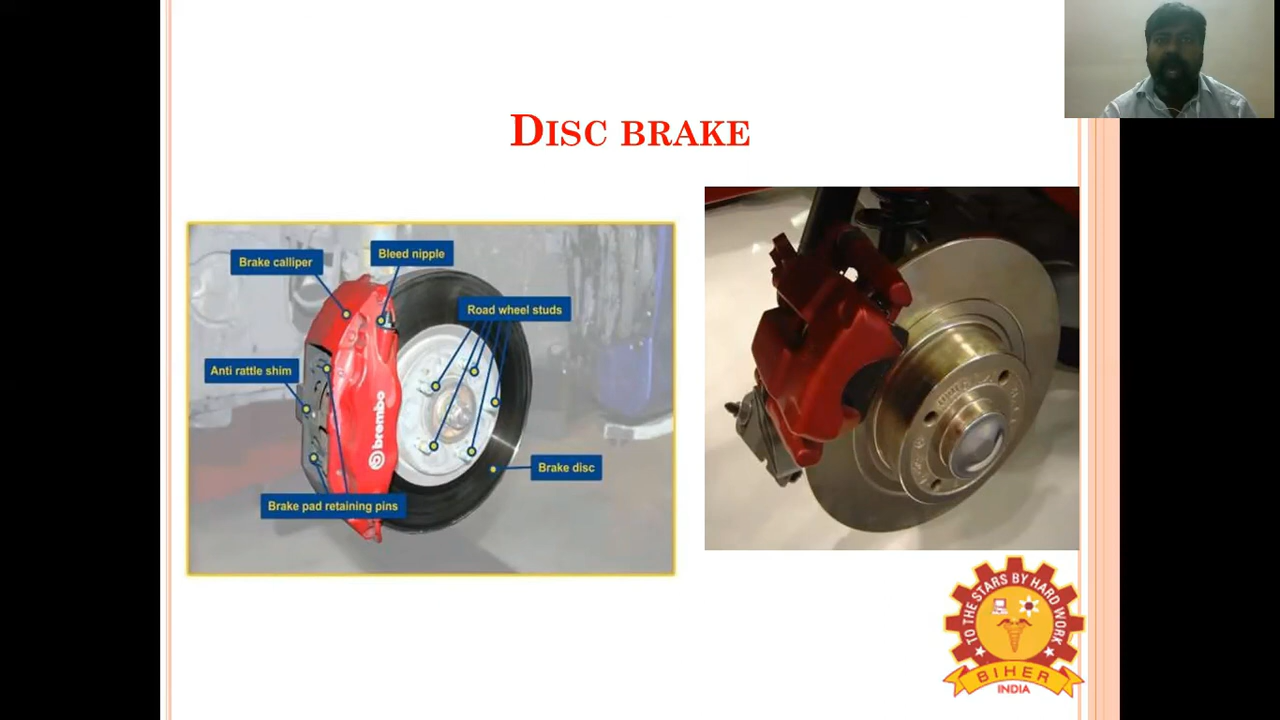 DISC BRAKE
Brake calliper
Bleed nipple
Road wheel studs
Anti rattle shim
brembo
Brake disc
Brake pad retaining pins
TO THE STARS BY HARD WORK
BIHER
INDIA